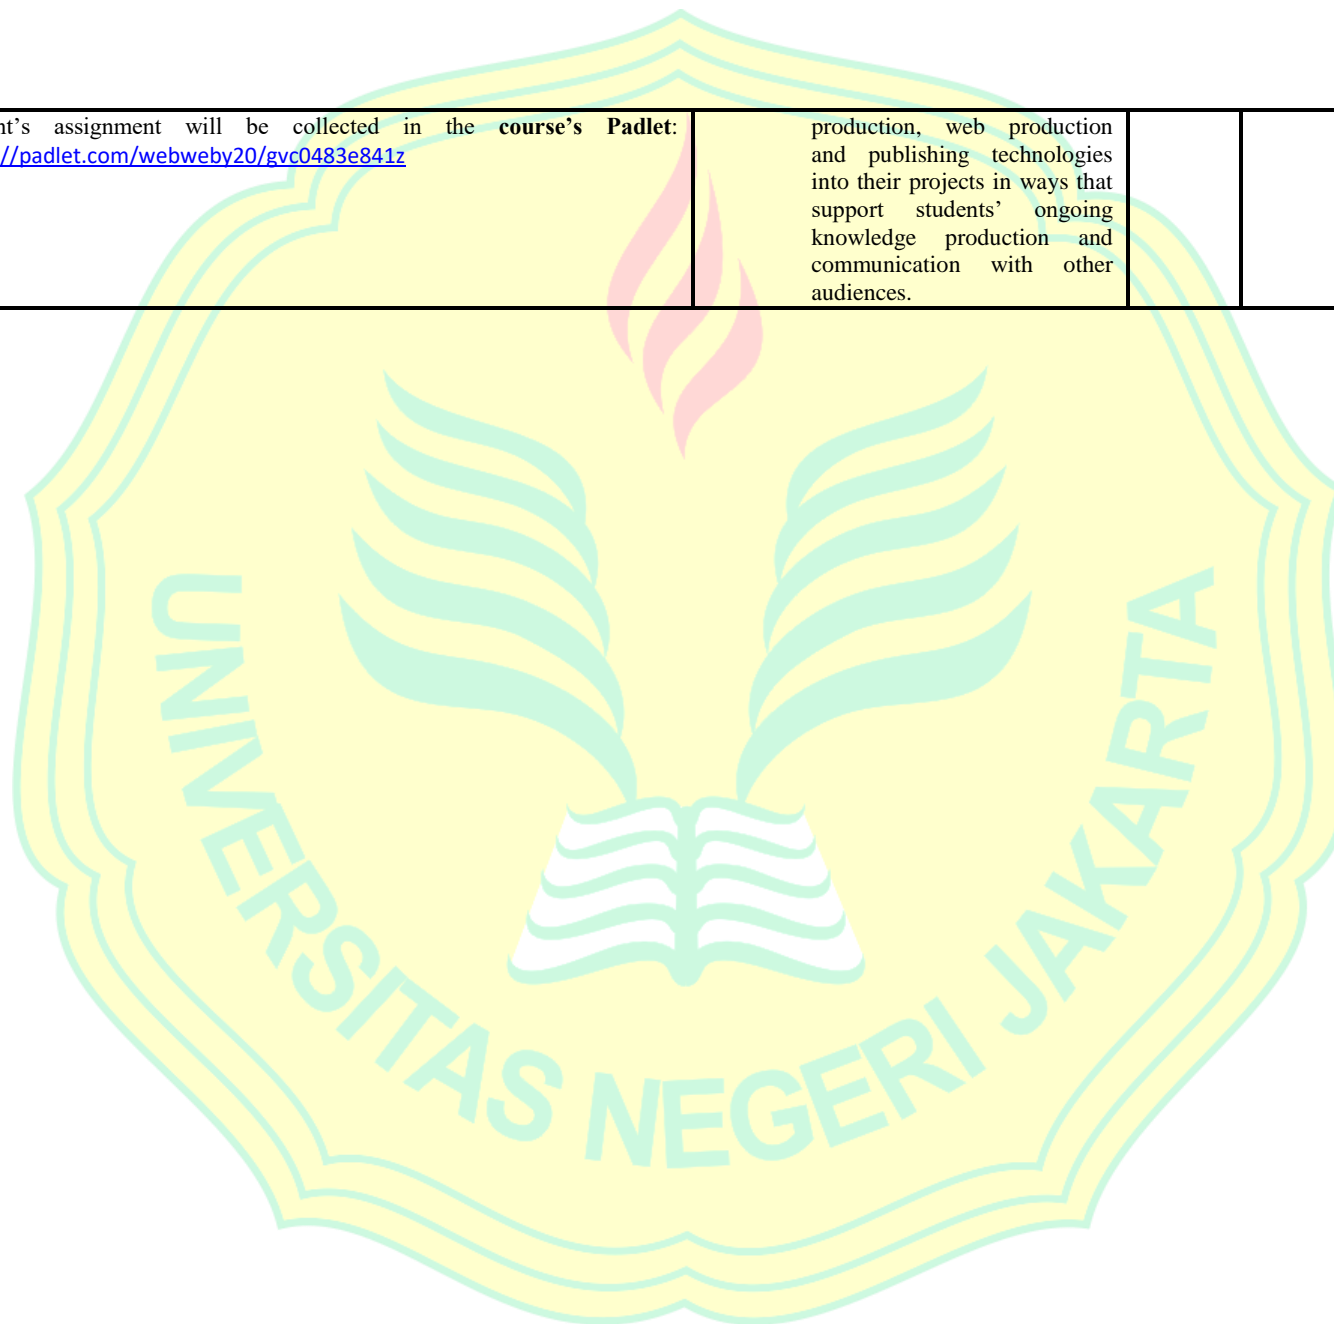 nt's assignment will be collected in the course's Padlet:
//padlet.com/webweby20/gvc0483e841z
production, web production
and publishing technologies
into their projects in ways that
support students' ongoing
knowledge production and
communication with other
audiences.
UNIVERSITAS NEGERI JAKARTA